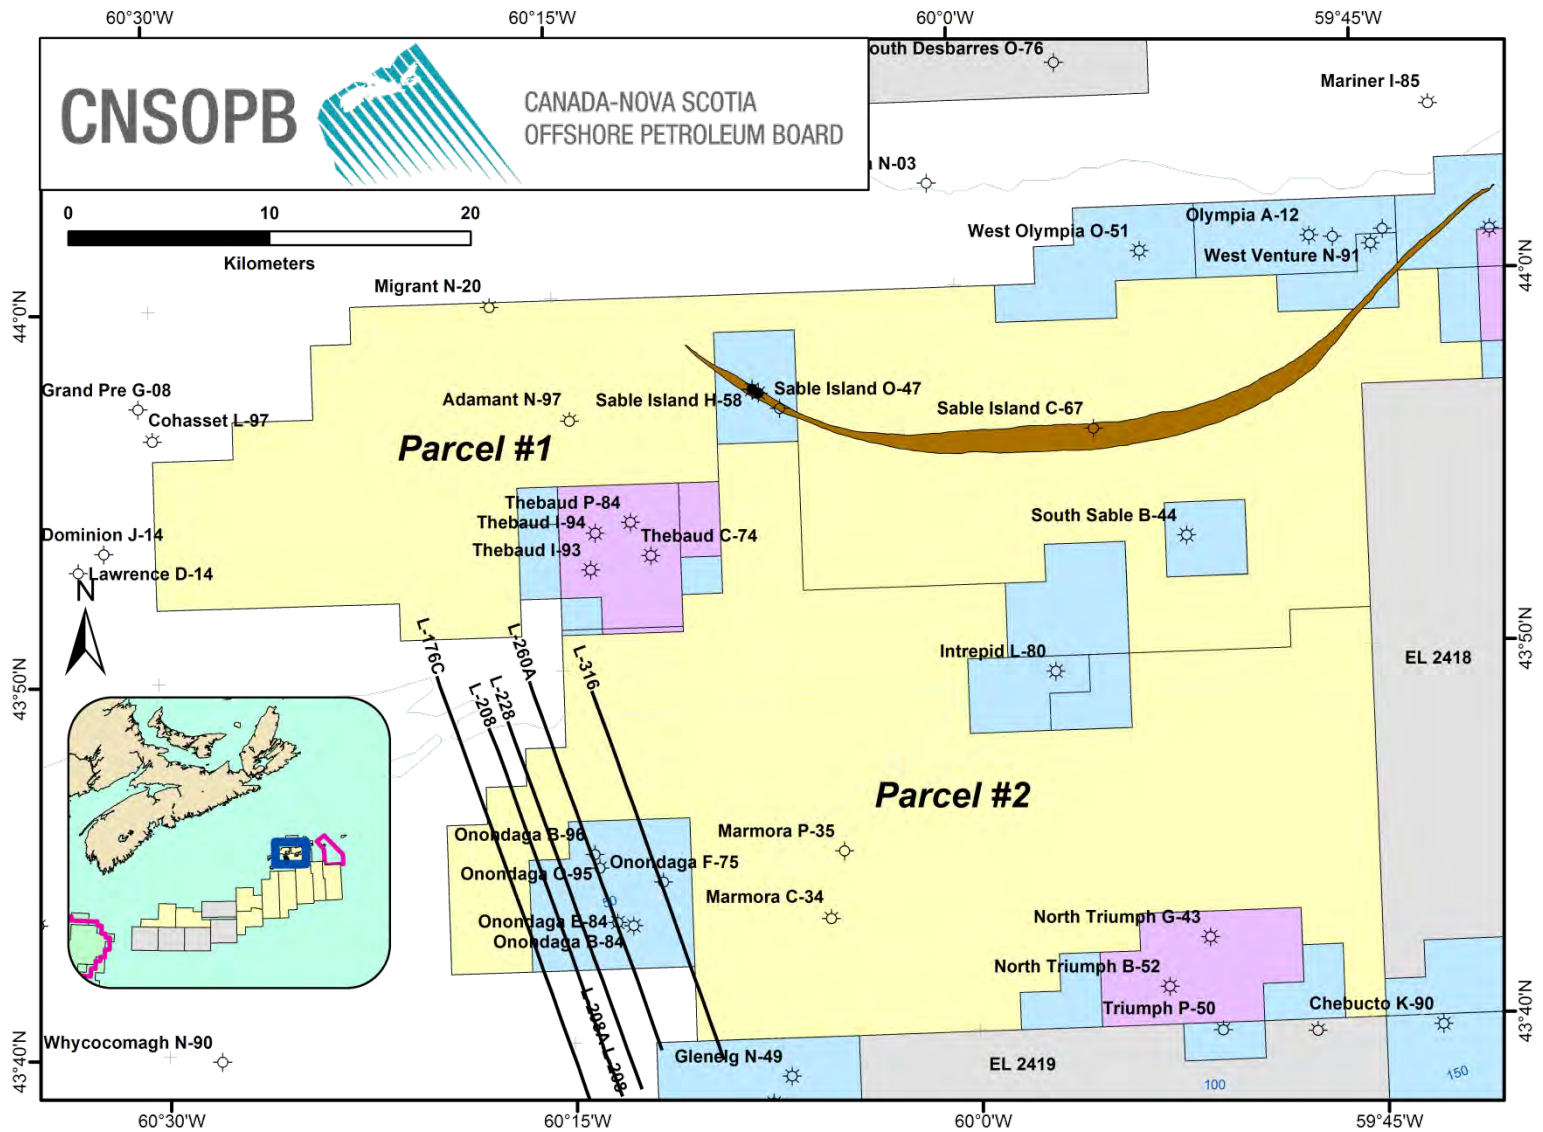 60°30'W
60°15'W
60°0'W
59°45'W
CNSOPB
CANADA-NOVA SCOTIA
OFFSHORE PETROLEUM BOARD
outh Desbarres O-76
Mariner I-85
N-03
0
10
20
Kilometers
Olympia A-12
West Olympia O-51
West Venture N-91
44°0'N
44°0'N
Migrant N-20
Grand Pre G-08
Cohasset L-97
Adamant N-97
Sable Island H-58
Sable Island O-47
Sable Island C-67
Parcel #1
Thebaud P-84
Thebaud I-94
Thebaud C-74
Thebaud I-93
South Sable B-44
Dominion J-14
Lawrence D-14
N
L-176C
L-208
L-228
L-260A
L-316
Intrepid L-80
EL 2418
43°50'N
43°50'N
Parcel #2
Onondaga B-96
Onondaga F-75
Onondaga O-95
50
Onondaga E-84
Onondaga B-84
Marmora P-35
Marmora C-34
North Triumph G-43
North Triumph B-52
Triumph P-50
Chebucto K-90
L-208A
L-208
Whycocomagh N-90
Glenelg N-49
EL 2419
100
150
43°40'N
43°40'N
60°30'W
60°15'W
60°0'W
59°45'W